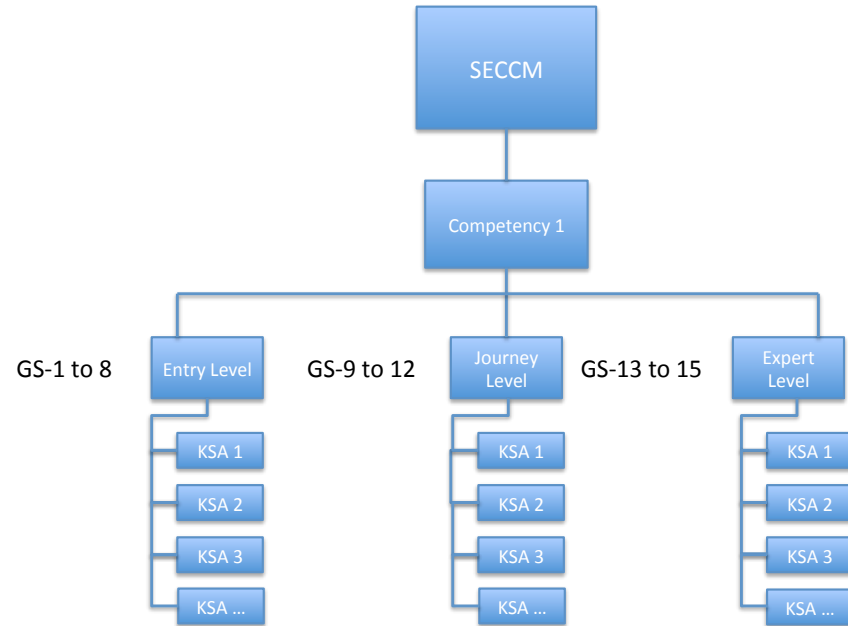 SECCM
Competency 1
GS-1 to 8
Entry Level
GS-9 to 12
Journey
Level
GS-13 to 15
Expert
Level
KSA 1
KSA 2
KSA 3
KSA ...
KSA 1
KSA 2
KSA 3
KSA ...
KSA 1
KSA 2
KSA 3
KSA ...